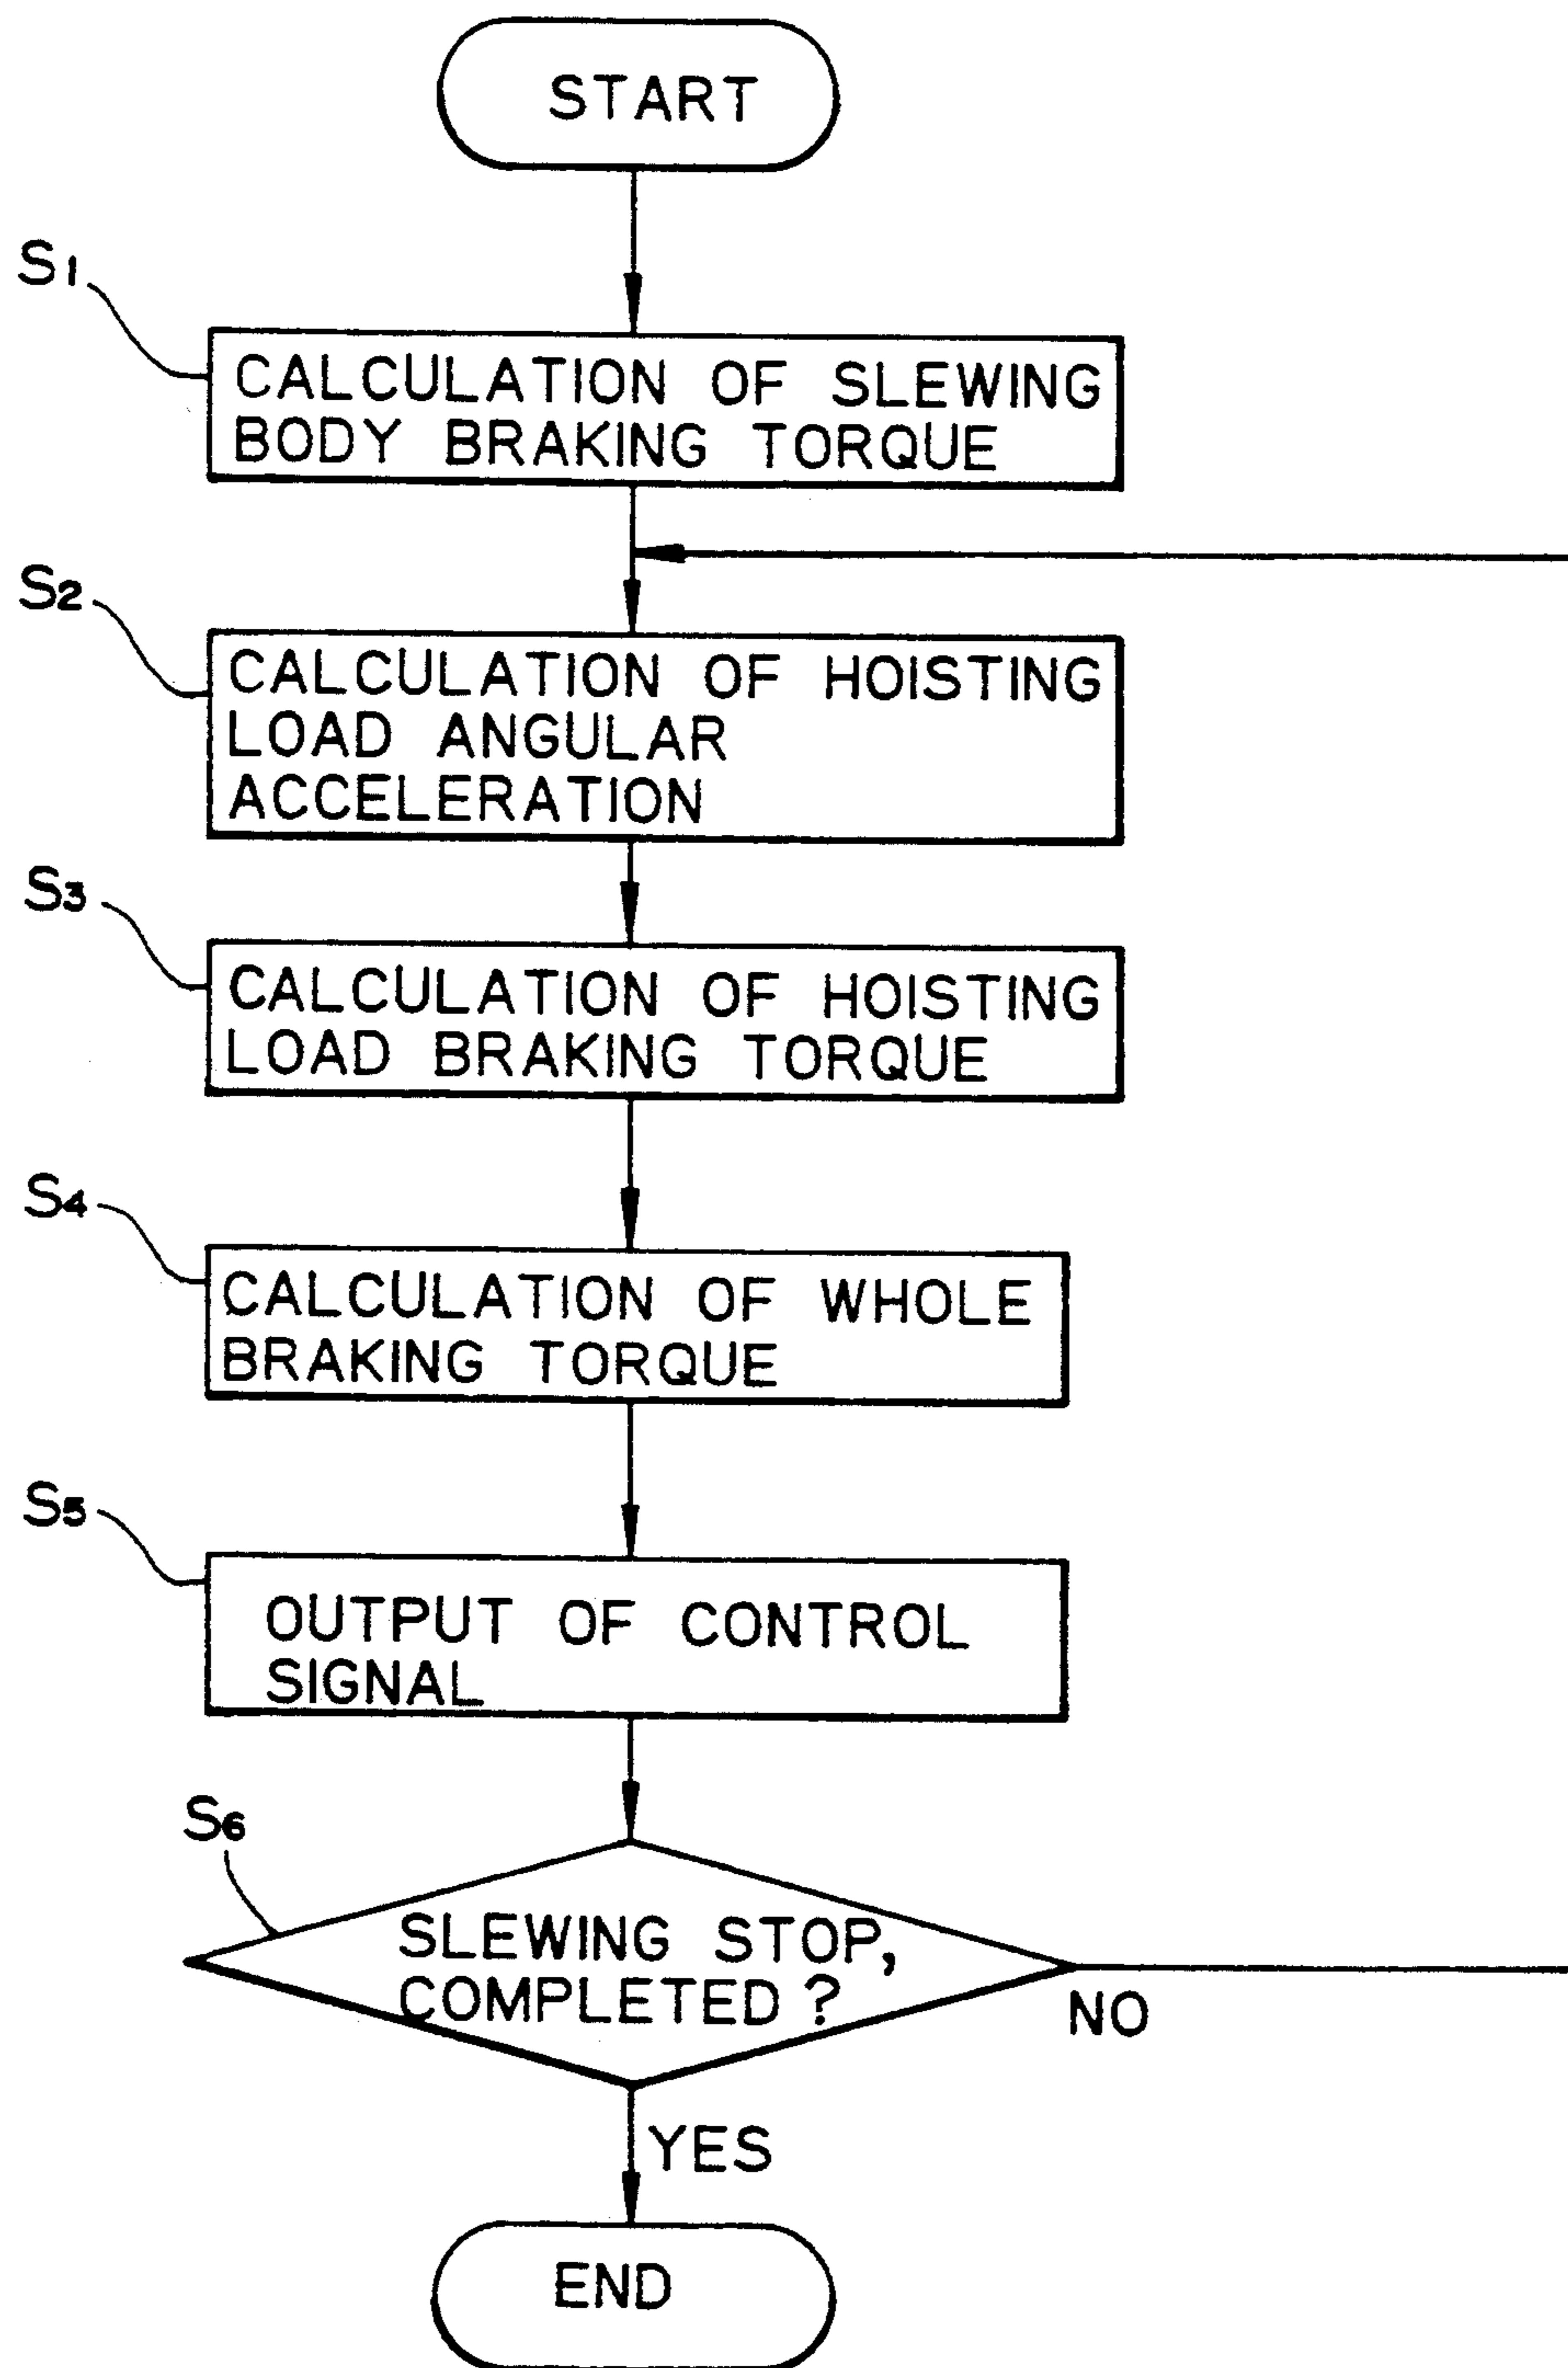 START
S1
CALCULATION OF SLEWING
BODY BRAKING TORQUE
S2
CALCULATION OF HOISTING
LOAD ANGULAR
ACCELERATION
S3
CALCULATION OF HOISTING
LOAD BRAKING TORQUE
S4
CALCULATION OF WHOLE
BRAKING TORQUE
S5
OUTPUT OF CONTROL
SIGNAL
S6
SLEWING STOP,
COMPLETED ?
NO
YES
END